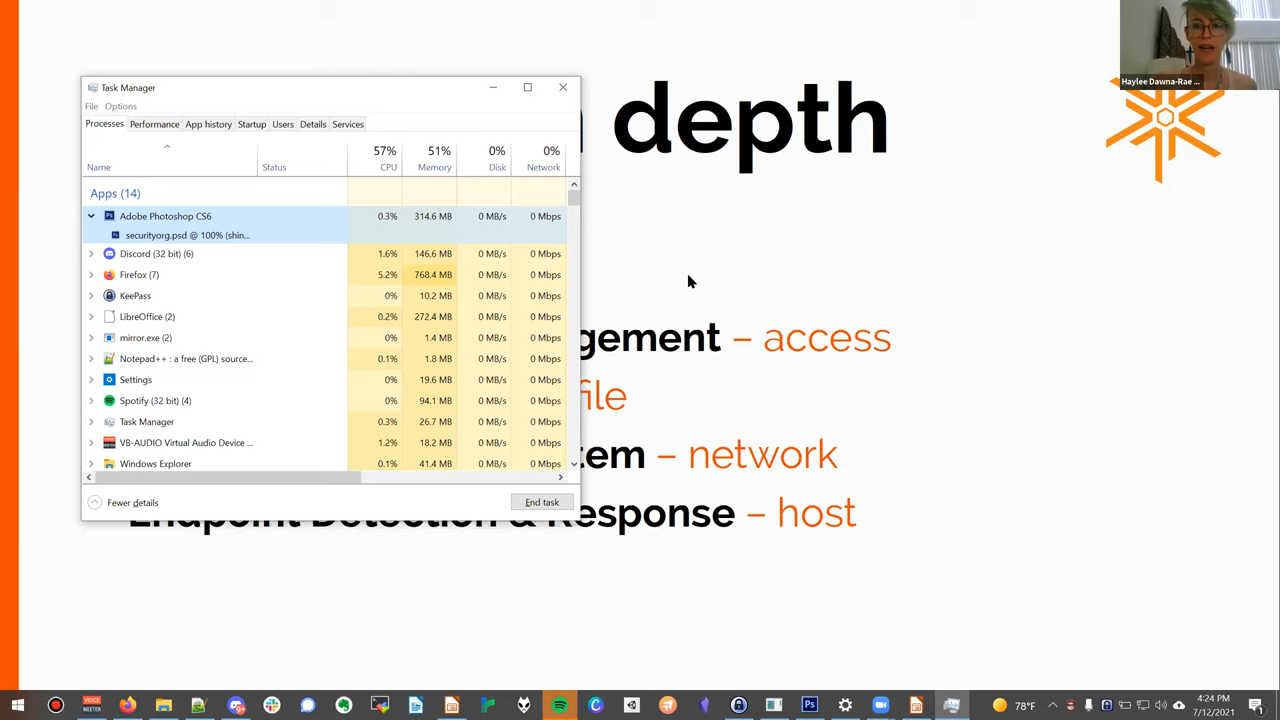 Haylee Dawna-Rae ...
depth
Task Manager
File Options
Processes Performance App history Startup Users Details Services
57% 51% 0% 0%
Name Status CPU Memory Disk Network
Apps (14)
Adobe Photoshop CS6 0.3% 314.6 MB 0 MB/s 0 Mbps
securityorg.psd @ 100% (shin...
Discord (32 bit) (6) 1.6% 146.6 MB 0 MB/s 0 Mbps
Firefox (7) 5.2% 768.4 MB 0 MB/s 0 Mbps
KeePass 0% 10.2 MB 0 MB/s 0 Mbps
LibreOffice (2) 0.2% 272.4 MB 0 MB/s 0 Mbps
mirror.exe (2) 0% 1.4 MB 0 MB/s 0 Mbps
Notepad++ : a free (GPL) source... 0.1% 1.8 MB 0 MB/s 0 Mbps
Settings 0% 19.6 MB 0 MB/s 0 Mbps
Spotify (32 bit) (4) 0% 94.1 MB 0 MB/s 0 Mbps
Task Manager 0.3% 26.7 MB 0 MB/s 0 Mbps
VB-AUDIO Virtual Audio Device ... 1.2% 18.2 MB 0 MB/s 0 Mbps
Windows Explorer 0.1% 41.4 MB 0 MB/s 0 Mbps
Fewer details End task
gement – access
file
tem – network
Endpoint Detection & Response – host
VOICE
MEETER
78°F
4:24 PM
7/12/2021